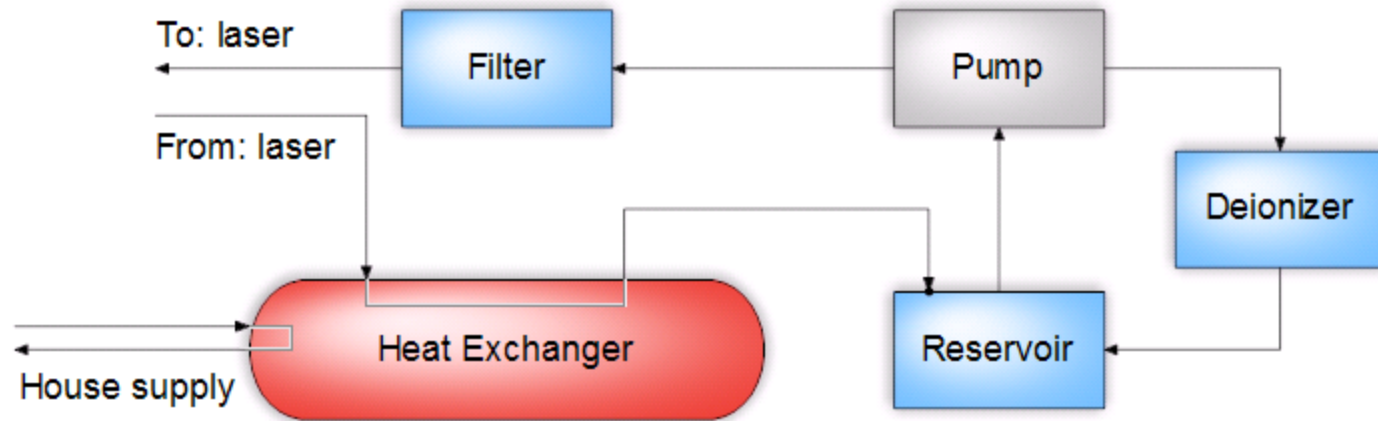 To: laser
Filter
Pump
From: laser
Deionizer
Heat Exchanger
Reservoir
House supply